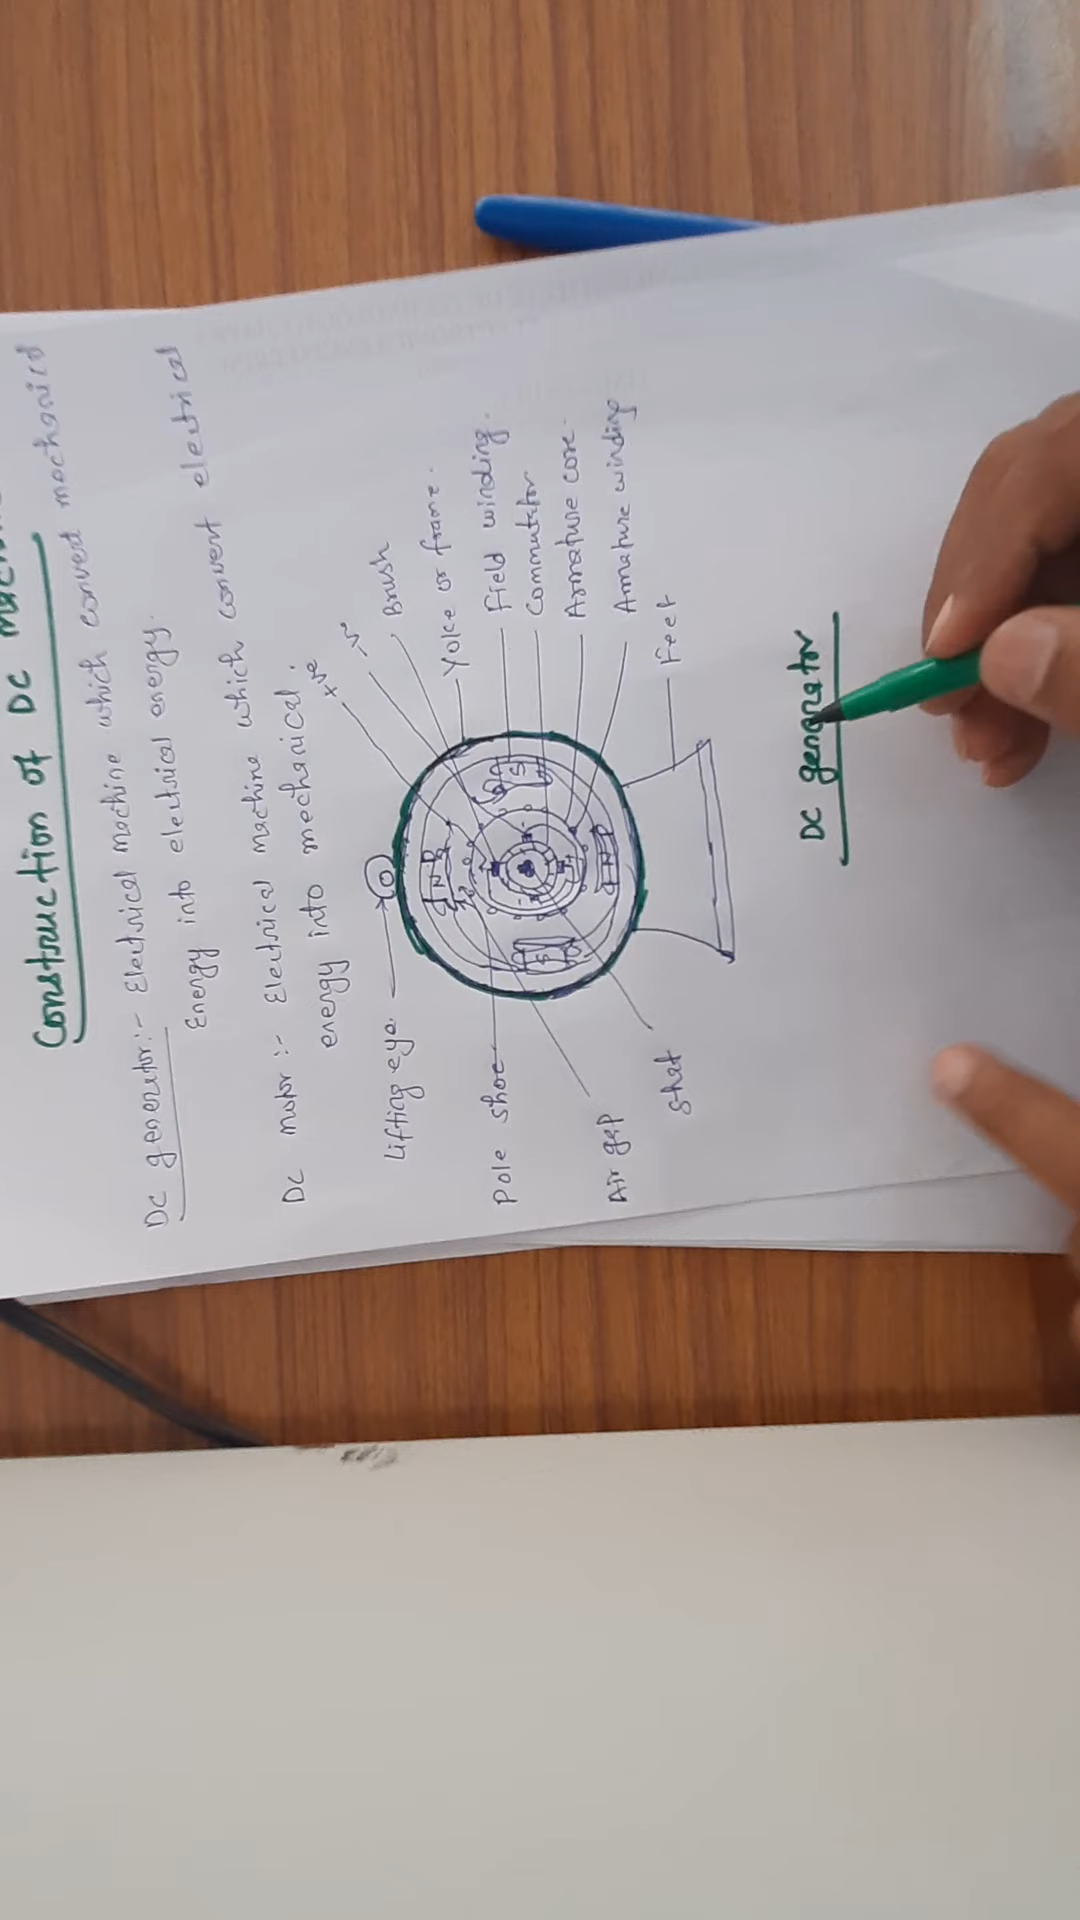 Construction of DC
DC generator:- Electrical machine which convert mechanical
Energy into electrical energy.
DC motor :- Electrical machine which convert electrical
energy into mechanical.
+ve
-ve
Lifting eye
Brush
Yoke or frame.
Pole shoe
Field winding.
Commutator
Armature core.
Air gap
Armature winding
Shaft
Feet
N
S
S
N
DC generator